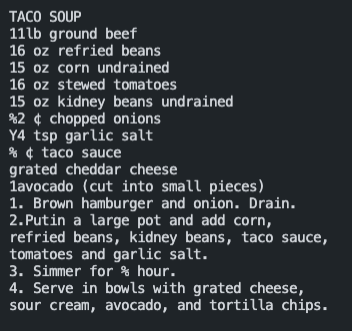 TACO SOUP
11lb ground beef
16 oz refried beans
15 oz corn undrained
16 oz stewed tomatoes
15 oz kidney beans undrained
%2 ¢ chopped onions
Y4 tsp garlic salt
% ¢ taco sauce
grated cheddar cheese
1avocado (cut into small pieces)
1. Brown hamburger and onion. Drain.
2.Putin a large pot and add corn,
refried beans, kidney beans, taco sauce,
tomatoes and garlic salt.
3. Simmer for % hour.
4. Serve in bowls with grated cheese,
sour cream, avocado, and tortilla chips.